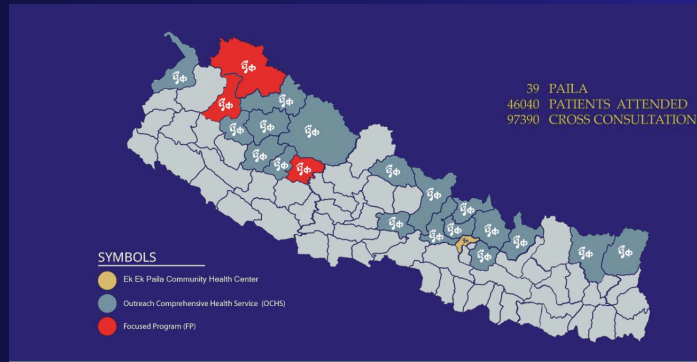 39 PAILA
46040 PATIENTS ATTENDED
97390 CROSS CONSULTATION
SYMBOLS
Ek Ek Paila Community Health Center
Outreach Comprehensive Health Service (OCHS)
Focused Program (FP)